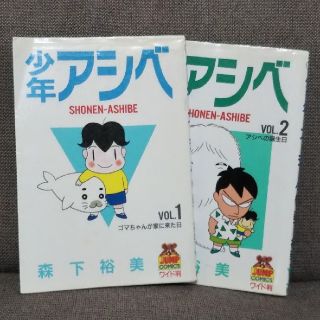 少年アシベ
SHONEN-ASHIBE
VOL.1
ゴマちゃんが家に来た日
森下裕美
JUMP
COMICS
ワイド判
アシベ
SHONEN-ASHIBE
VOL.2
アシベの誕生日
裕美
JUMP
COMICS
ワイド判